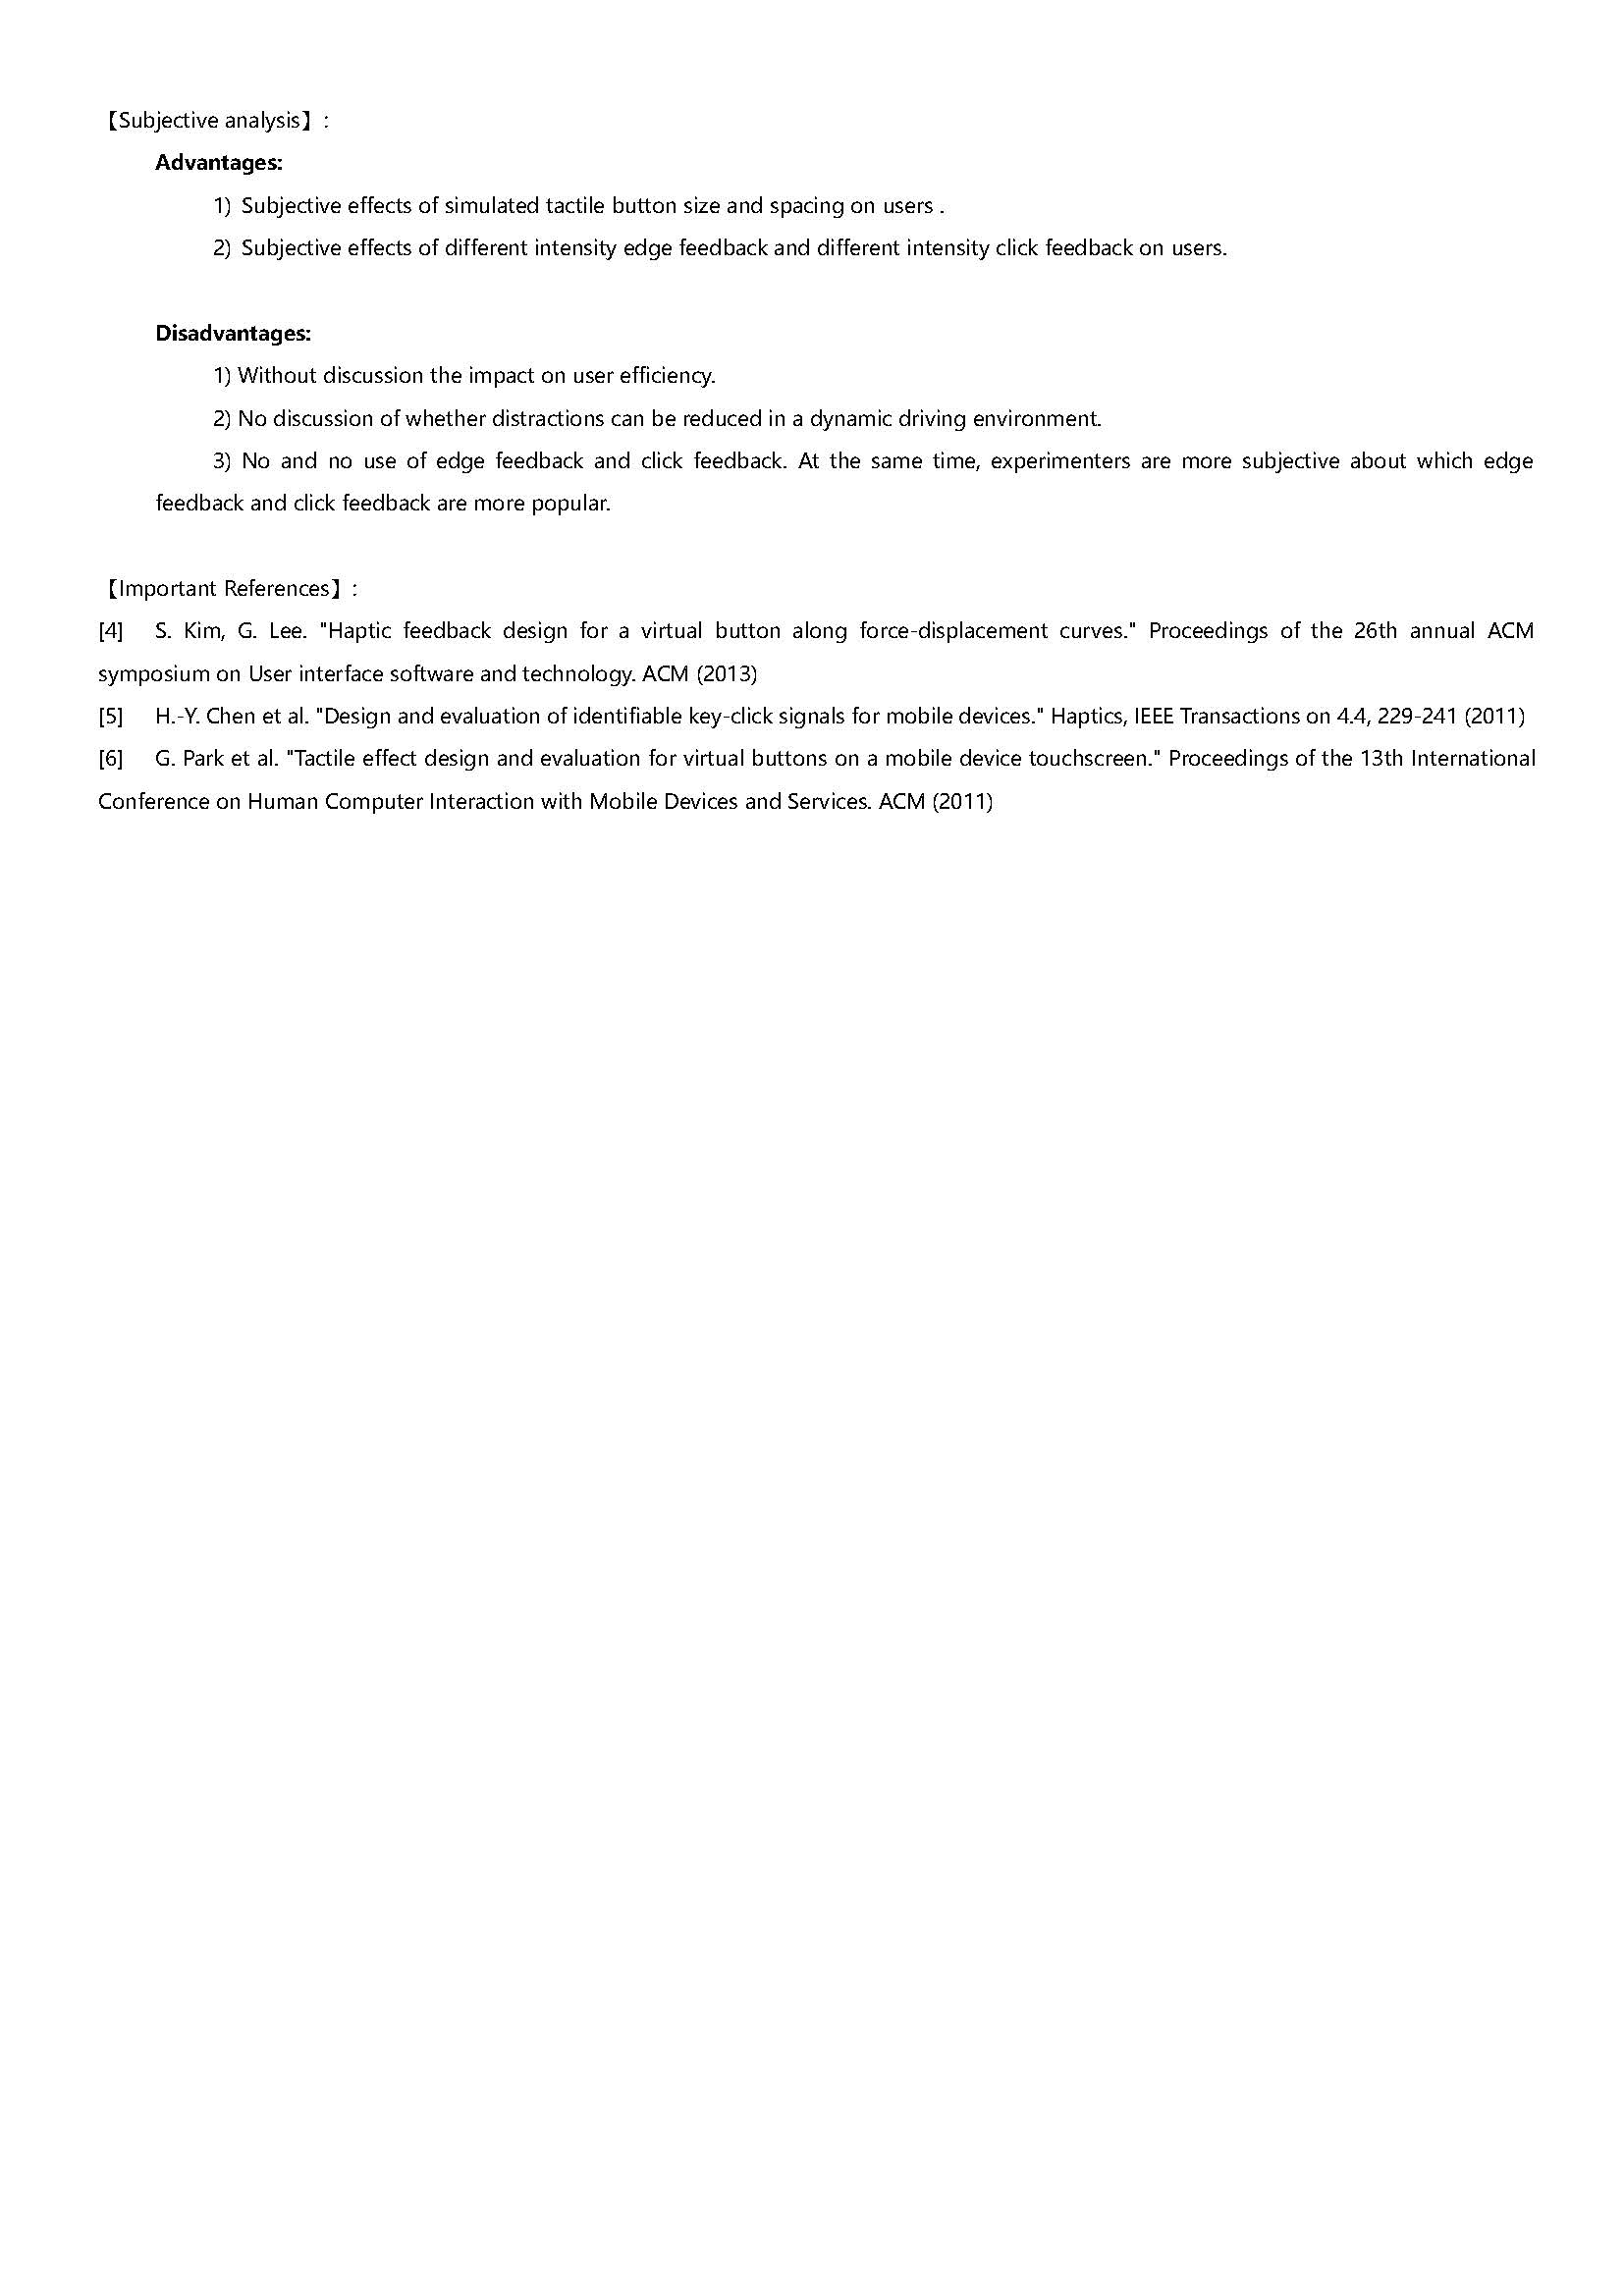 【Subjective analysis】:
Advantages:
1) Subjective effects of simulated tactile button size and spacing on users .
2) Subjective effects of different intensity edge feedback and different intensity click feedback on users.
Disadvantages:
1) Without discussion the impact on user efficiency.
2) No discussion of whether distractions can be reduced in a dynamic driving environment.
3) No and no use of edge feedback and click feedback. At the same time, experimenters are more subjective about which edge
feedback and click feedback are more popular.
【Important References】:
[4] S. Kim, G. Lee. "Haptic feedback design for a virtual button along force-displacement curves." Proceedings of the 26th annual ACM
symposium on User interface software and technology. ACM (2013)
[5] H.-Y. Chen et al. "Design and evaluation of identifiable key-click signals for mobile devices." Haptics, IEEE Transactions on 4.4, 229-241 (2011)
[6] G. Park et al. "Tactile effect design and evaluation for virtual buttons on a mobile device touchscreen." Proceedings of the 13th International
Conference on Human Computer Interaction with Mobile Devices and Services. ACM (2011)